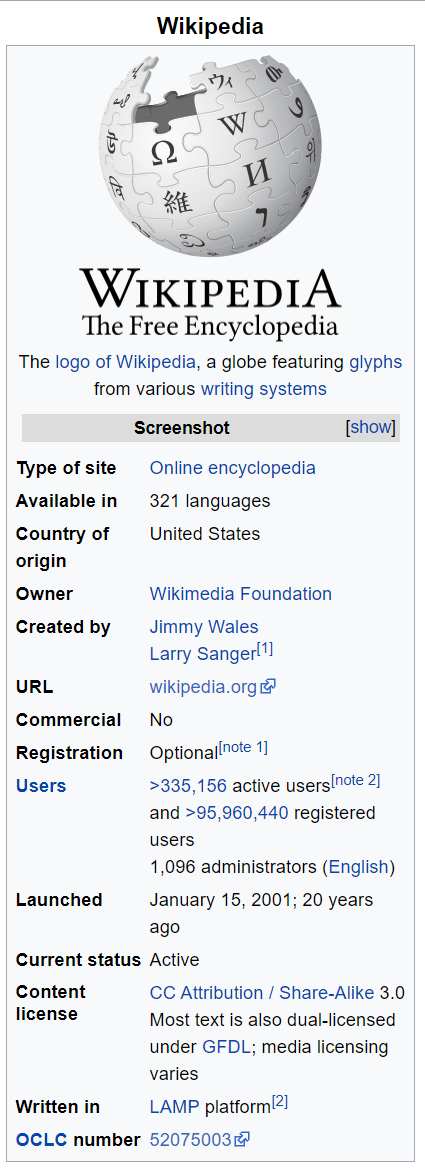 Wikipedia
ウィ
W
Ω
И
維
WIKIPEDIA
The Free Encyclopedia
The logo of Wikipedia, a globe featuring glyphs
from various writing systems
Screenshot [show]
Type of site Online encyclopedia
Available in 321 languages
Country of United States
origin
Owner Wikimedia Foundation
Created by Jimmy Wales
Larry Sanger[1]
URL wikipedia.org
Commercial No
Registration Optional[note 1]
Users >335,156 active users[note 2]
and >95,960,440 registered
users
1,096 administrators (English)
Launched January 15, 2001; 20 years
ago
Current status Active
Content CC Attribution / Share-Alike 3.0
license Most text is also dual-licensed
under GFDL; media licensing
varies
Written in LAMP platform[2]
OCLC number 52075003